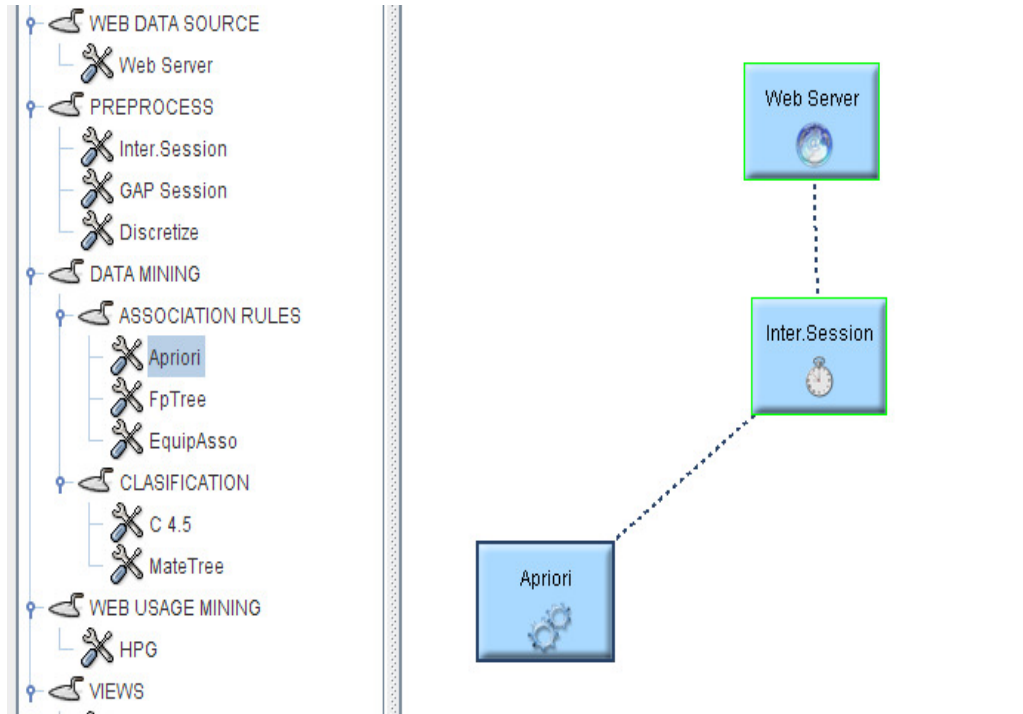 WEB DATA SOURCE
Web Server
PREPROCESS
Inter.Session
GAP Session
Discretize
DATA MINING
ASSOCIATION RULES
Apriori
FpTree
EquipAsso
CLASIFICATION
C 4.5
MateTree
WEB USAGE MINING
HPG
VIEWS
Web Server
Inter.Session
Apriori